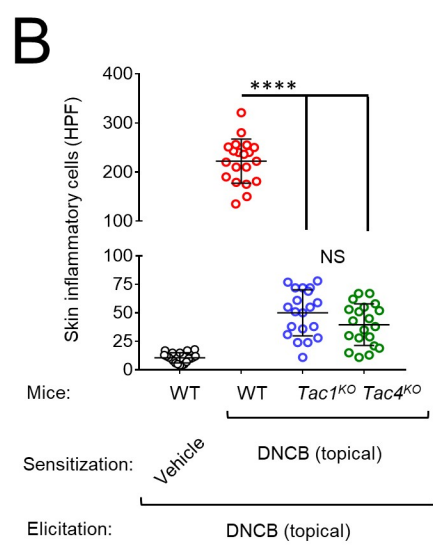 B
Skin inflammatory cells (HPF)
400
300
200
100
100
75
50
25
0
****
NS
Mice: WT WT Tac1KO Tac4KO
Sensitization: Vehicle DNCB (topical)
Elicitation: DNCB (topical)